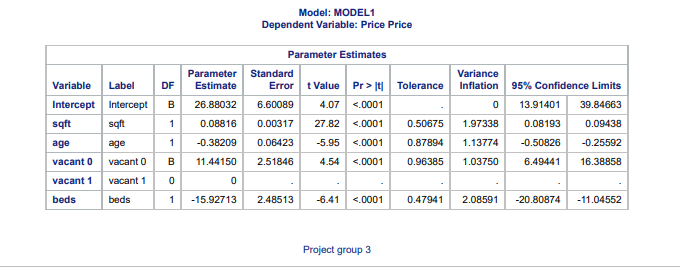 Model: MODEL1
Dependent Variable: Price Price
Parameter Estimates
Variable Label DF Parameter Estimate Standard Error t Value Pr > |t| Tolerance Variance Inflation 95% Confidence Limits
Intercept Intercept B 26.88032 6.60089 4.07 <.0001 . 0 13.91401 39.84663
sqft sqft 1 0.08816 0.00317 27.82 <.0001 0.50675 1.97338 0.08193 0.09438
age age 1 -0.38209 0.06423 -5.95 <.0001 0.87894 1.13774 -0.50826 -0.25592
vacant 0 vacant 0 B 11.44150 2.51846 4.54 <.0001 0.96385 1.03750 6.49441 16.38858
vacant 1 vacant 1 0 0 . . . . . . .
beds beds 1 -15.92713 2.48513 -6.41 <.0001 0.47941 2.08591 -20.80874 -11.04552
Project group 3